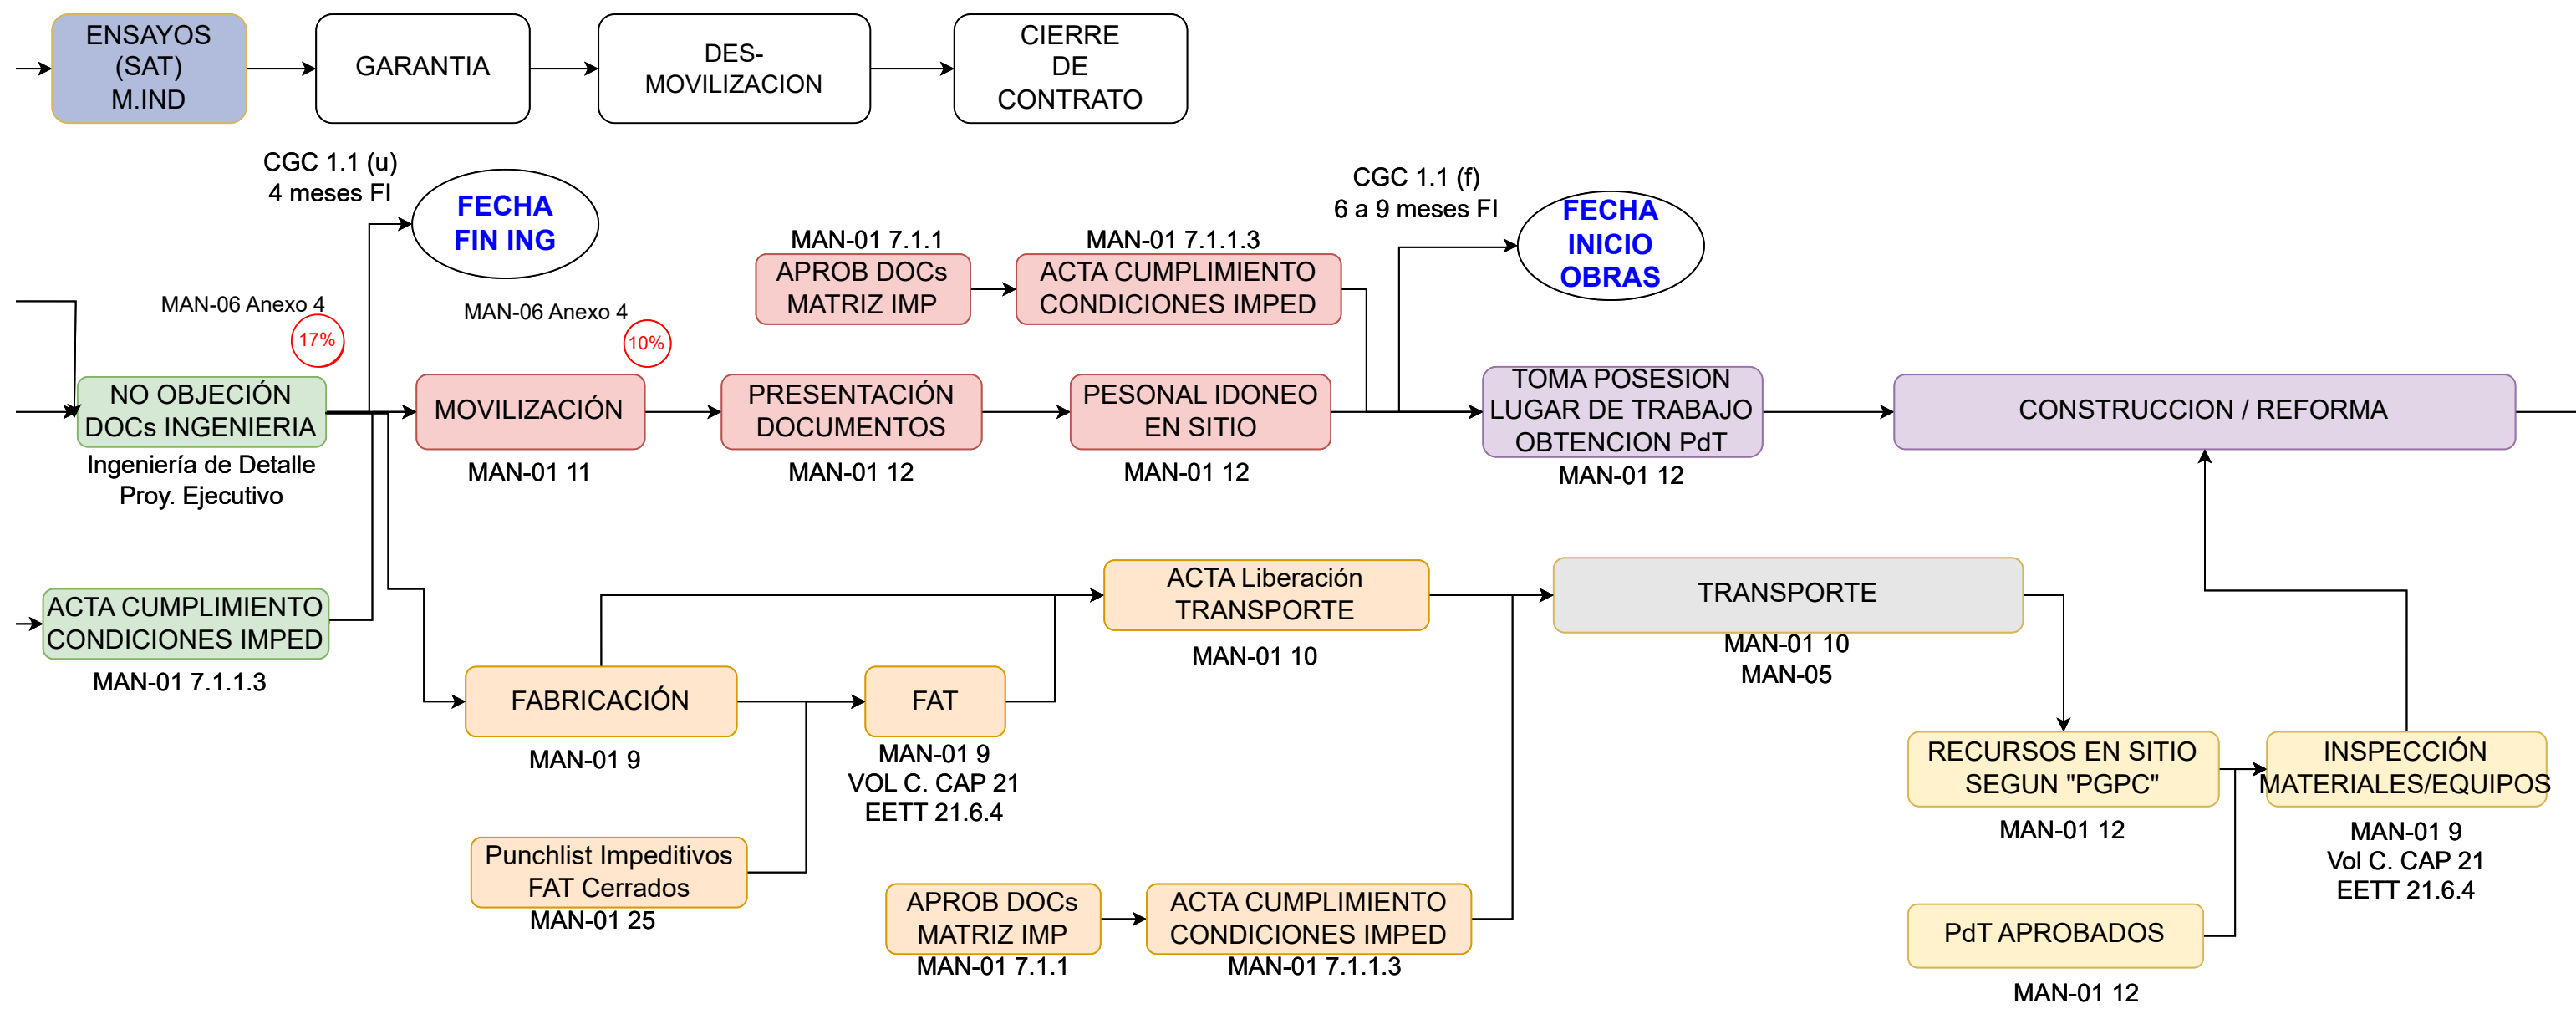 ENSAYOS
(SAT)
M.IND
GARANTIA
DES-
MOVILIZACION
CIERRE
DE
CONTRATO
CGC 1.1 (u)
4 meses FI
FECHA
FIN ING
CGC 1.1 (f)
6 a 9 meses FI
FECHA
INICIO
OBRAS
MAN-01 7.1.1
APROB DOCs
MATRIZ IMP
MAN-01 7.1.1.3
ACTA CUMPLIMIENTO
CONDICIONES IMPED
MAN-06 Anexo 4
17%
MAN-06 Anexo 4
10%
NO OBJECIÓN
DOCs INGENIERIA
Ingeniería de Detalle
Proy. Ejecutivo
MOVILIZACIÓN
MAN-01 11
PRESENTACIÓN
DOCUMENTOS
MAN-01 12
PESONAL IDONEO
EN SITIO
MAN-01 12
TOMA POSESION
LUGAR DE TRABAJO
OBTENCION PdT
MAN-01 12
CONSTRUCCION / REFORMA
ACTA CUMPLIMIENTO
CONDICIONES IMPED
MAN-01 7.1.1.3
ACTA Liberación
TRANSPORTE
MAN-01 10
TRANSPORTE
MAN-01 10
MAN-05
FABRICACIÓN
MAN-01 9
FAT
MAN-01 9
VOL C. CAP 21
EETT 21.6.4
RECURSOS EN SITIO
SEGUN "PGPC"
MAN-01 12
INSPECCIÓN
MATERIALES/EQUIPOS
MAN-01 9
Vol C. CAP 21
EETT 21.6.4
Punchlist Impeditivos
FAT Cerrados
MAN-01 25
APROB DOCs
MATRIZ IMP
MAN-01 7.1.1
ACTA CUMPLIMIENTO
CONDICIONES IMPED
MAN-01 7.1.1.3
PdT APROBADOS
MAN-01 12